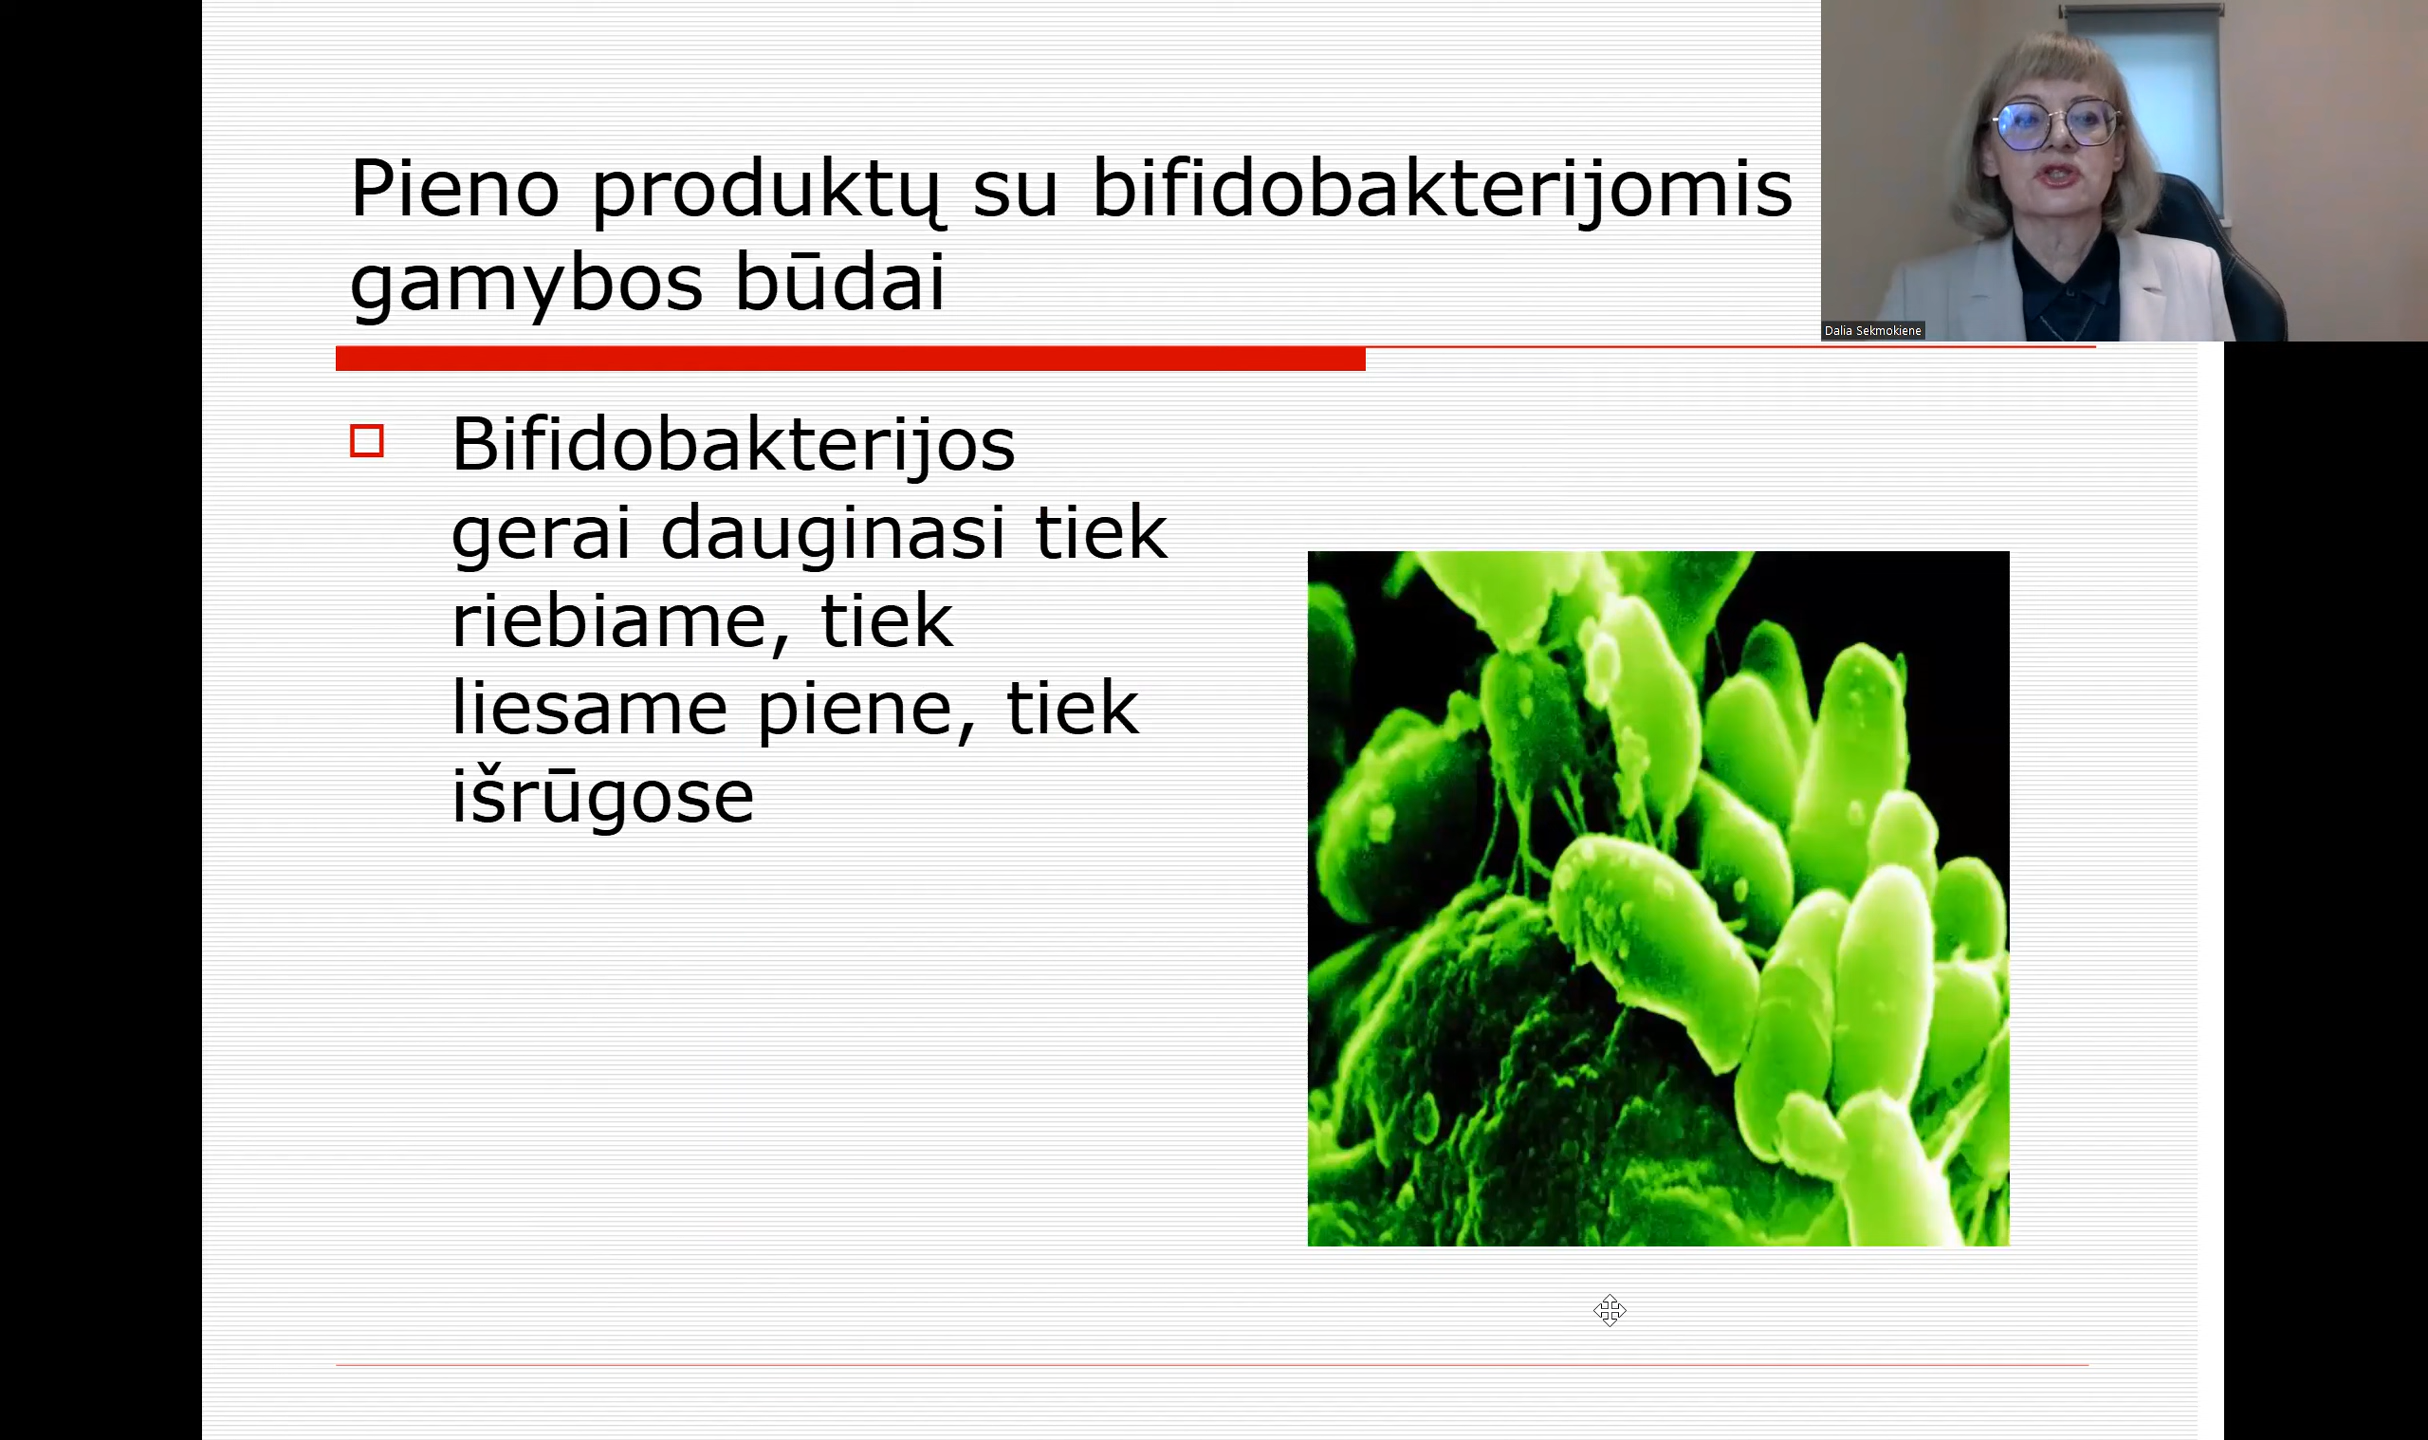 Pieno produktų su bifidobakterijomis
gamybos būdai
Dalia Sekmokiene
Bifidobakterijos
gerai dauginasi tiek
riebiame, tiek
liesame piene, tiek
išrūgose